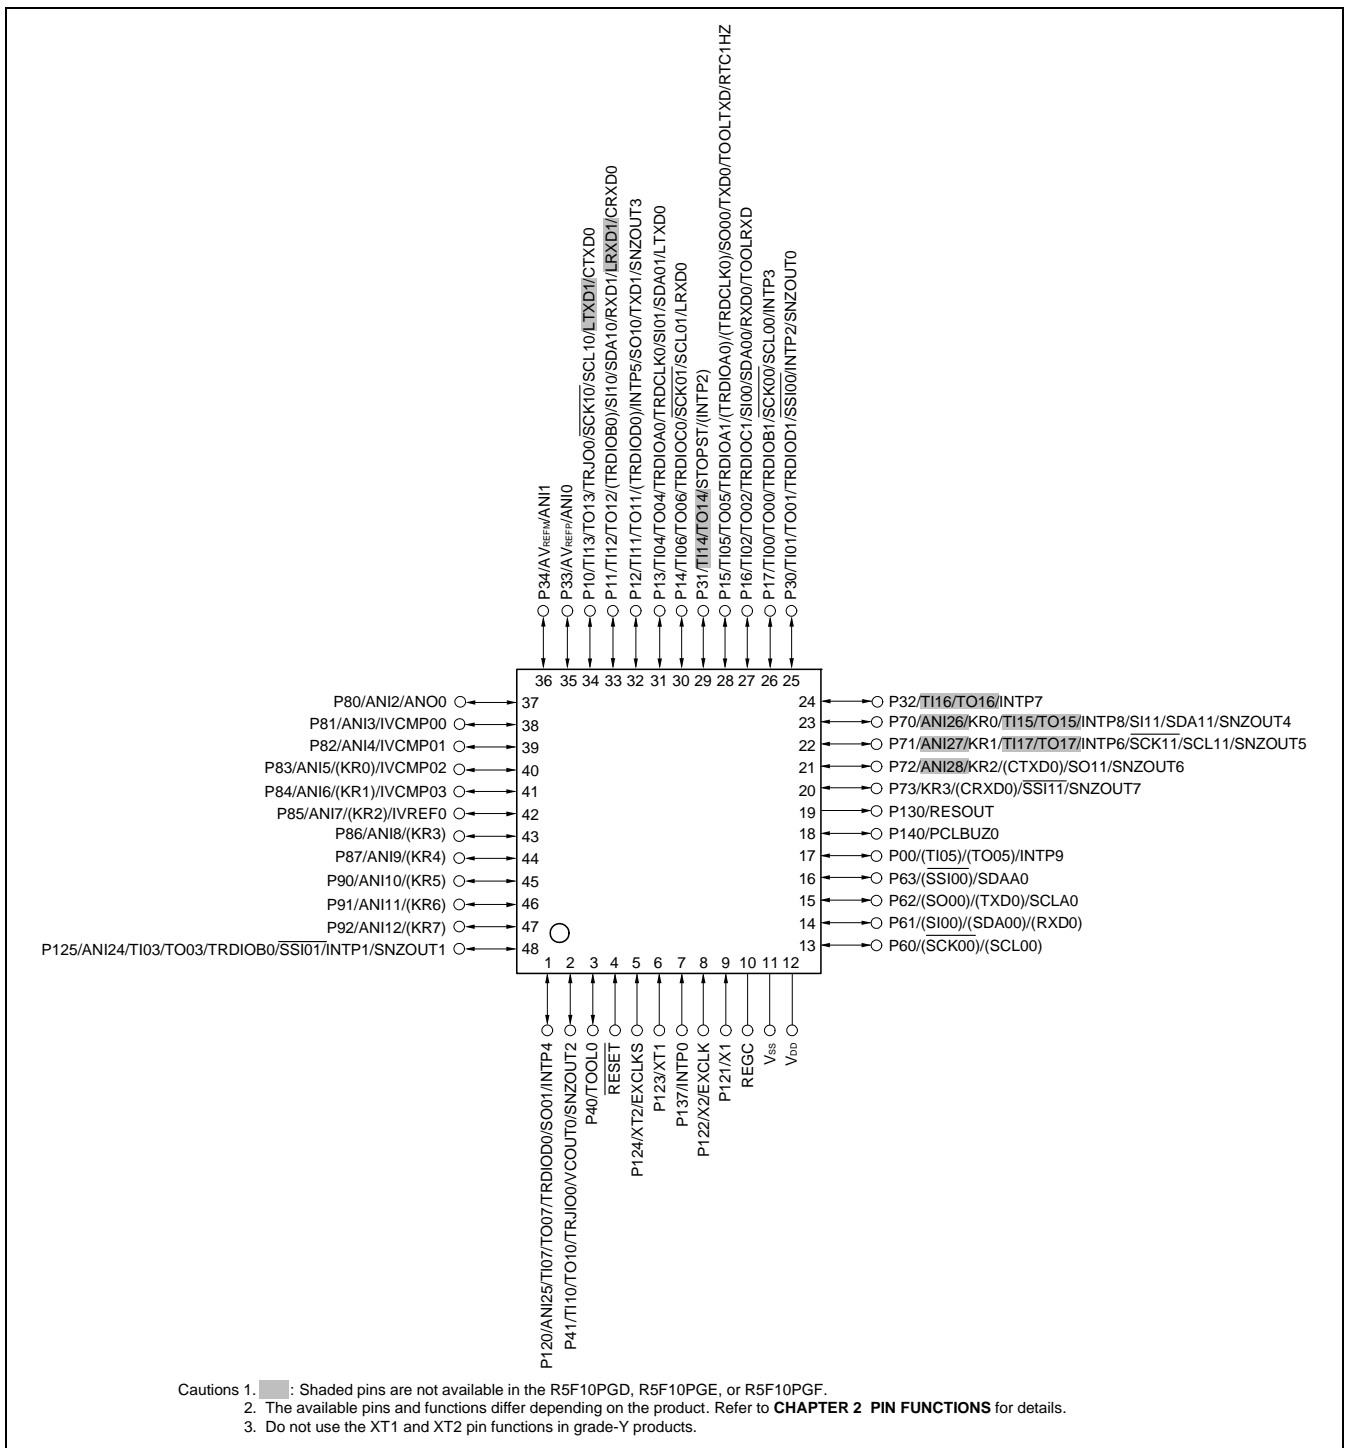 P34/AVREFM/ANI1
P33/AVREFP/ANI0
P10/TI13/TO13/TRJO0/SCK10/SCL10/LTXD1/CTXD0
P11/TI12/TO12/(TRDIOB0)/SI10/SDA10/RXD1/LRXD1/CRXD0
P12/TI11/TO11/(TRDIOD0)/INTP5/SO10/TXD1/SNZOUT3
P13/TI04/TO04/TRDIOA0/TRDCLK0/SI01/SDA01/LTXD0
P14/TI06/TO06/TRDIOC0/SCK01/SCL01/LRXD0
P31/TI14/TO14/STOPST/(INTP2)
P15/TI05/TO05/TRDIOA1/(TRDIOA0)/(TRDCLK0)/SO00/TXD0/TOOLTXD/RTC1HZ
P16/TI02/TO02/TRDIOC1/SI00/SDA00/RXD0/TOOLRXD
P17/TI00/TO00/TRDIOB1/SCK00/SCL00/INTP3
P30/TI01/TO01/TRDIOD1/SSI00/INTP2/SNZOUT0
36 35 34 33 32 31 30 29 28 27 26 25
P80/ANI2/ANO0 37
P81/ANI3/IVCMP00 38
P82/ANI4/IVCMP01 39
P83/ANI5/(KR0)/IVCMP02 40
P84/ANI6/(KR1)/IVCMP03 41
P85/ANI7/(KR2)/IVREF0 42
P86/ANI8/(KR3) 43
P87/ANI9/(KR4) 44
P90/ANI10/(KR5) 45
P91/ANI11/(KR6) 46
P92/ANI12/(KR7) 47
P125/ANI24/TI03/TO03/TRDIOB0/SSI01/INTP1/SNZOUT1 48
24 P32/TI16/TO16/INTP7
23 P70/ANI26/KR0/TI15/TO15/INTP8/SI11/SDA11/SNZOUT4
22 P71/ANI27/KR1/TI17/TO17/INTP6/SCK11/SCL11/SNZOUT5
21 P72/ANI28/KR2/(CTXD0)/SO11/SNZOUT6
20 P73/KR3/(CRXD0)/SSI11/SNZOUT7
19 P130/RESOUT
18 P140/PCLBUZ0
17 P00/(TI05)/(TO05)/INTP9
16 P63/(SSI00)/SDAA0
15 P62/(SO00)/(TXD0)/SCLA0
14 P61/(SI00)/(SDA00)/(RXD0)
13 P60/(SCK00)/(SCL00)
1 2 3 4 5 6 7 8 9 10 11 12
P120/ANI25/TI07/TO07/TRDIOD0/SO01/INTP4
P41/TI10/TO10/TRJIO0/VCOUT0/SNZOUT2
P40/TOOL0
RESET
P124/XT2/EXCLKS
P123/XT1
P137/INTP0
P122/X2/EXCLK
P121/X1
REGC
VSS
VDD
Cautions 1. : Shaded pins are not available in the R5F10PGD, R5F10PGE, or R5F10PGF.
2. The available pins and functions differ depending on the product. Refer to CHAPTER 2 PIN FUNCTIONS for details.
3. Do not use the XT1 and XT2 pin functions in grade-Y products.